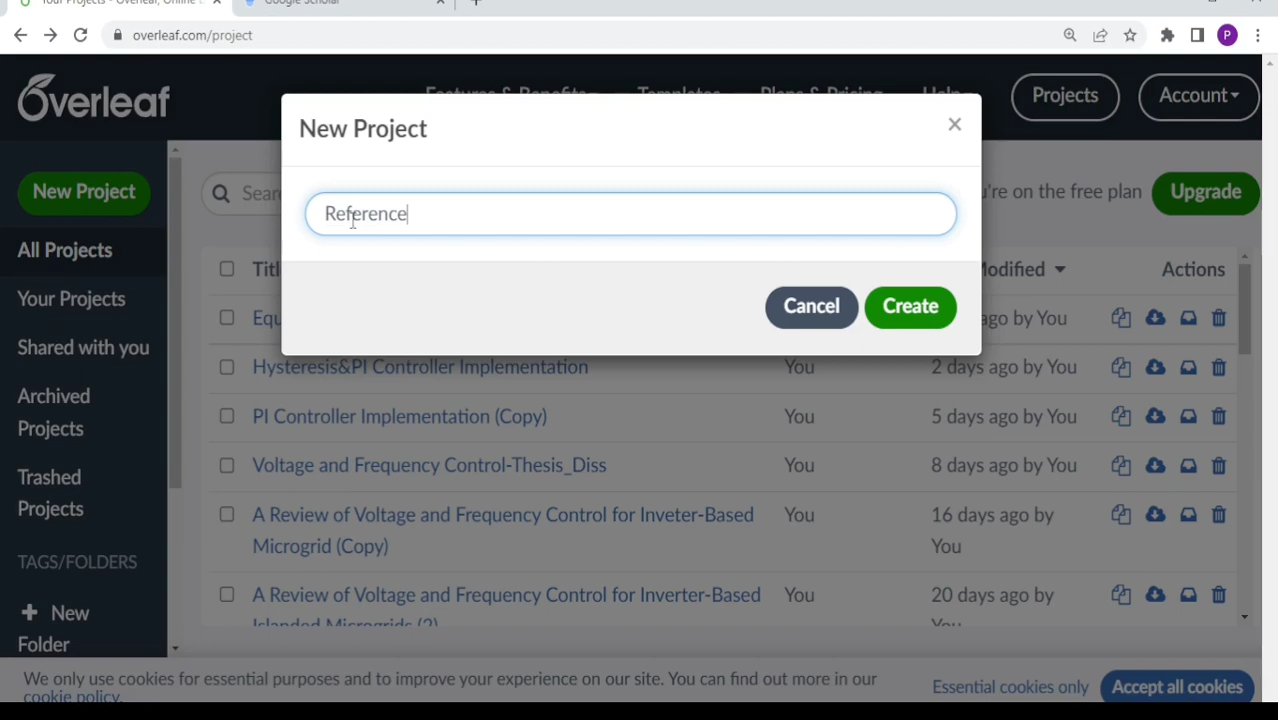 Your Projects - Overleaf, Online
Google Scholar
overleaf.com/project
P
Overleaf
Features & Benefits
Templates
Plans & Pricing
Help
Projects
Account
New Project
×
New Project
Sear
're on the free plan
Upgrade
Reference
All Projects
Titl
Modified
Actions
Cancel
Create
Equ
ago by You
Your Projects
Shared with you
Hysteresis&PI Controller Implementation
You
2 days ago by You
Archived
Projects
PI Controller Implementation (Copy)
You
5 days ago by You
Trashed
Projects
Voltage and Frequency Control-Thesis_Diss
You
8 days ago by You
A Review of Voltage and Frequency Control for Inveter-Based
Microgrid (Copy)
You
16 days ago by
You
TAGS/FOLDERS
+ New
Folder
A Review of Voltage and Frequency Control for Inverter-Based
Islanded Microgrids (2)
You
20 days ago by
You
We only use cookies for essential purposes and to improve your experience on our site. You can find out more in our
cookie policy.
Essential cookies only
Accept all cookies